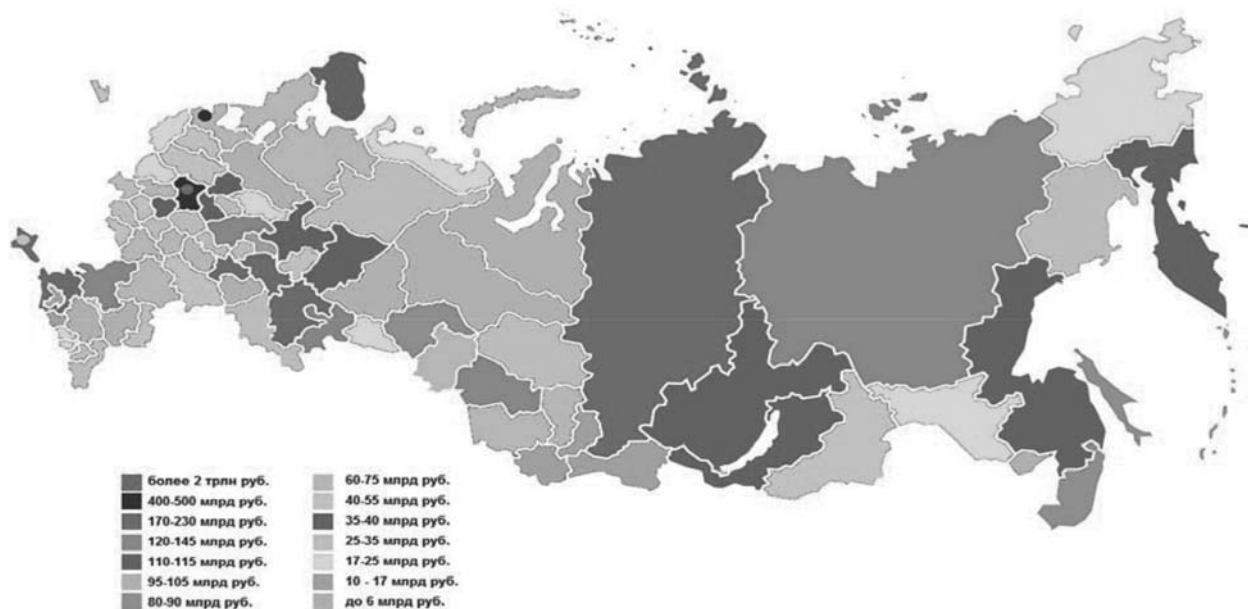 более 2 трлн руб.
400-500 млрд руб.
170-230 млрд руб.
120-145 млрд руб.
110-115 млрд руб.
95-105 млрд руб.
80-90 млрд руб.
60-75 млрд руб.
40-55 млрд руб.
35-40 млрд руб.
25-35 млрд руб.
17-25 млрд руб.
10 - 17 млрд руб.
до 6 млрд руб.